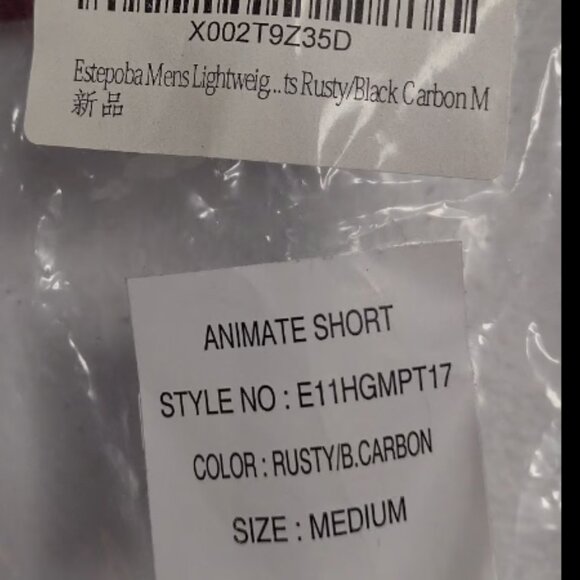 X002T9Z35D
Estepoba Mens Lightweig...ts Rusty/Black Carbon M
新品
ANIMATE SHORT
STYLE NO : E11HGMPT17
COLOR : RUSTY/B.CARBON
SIZE : MEDIUM